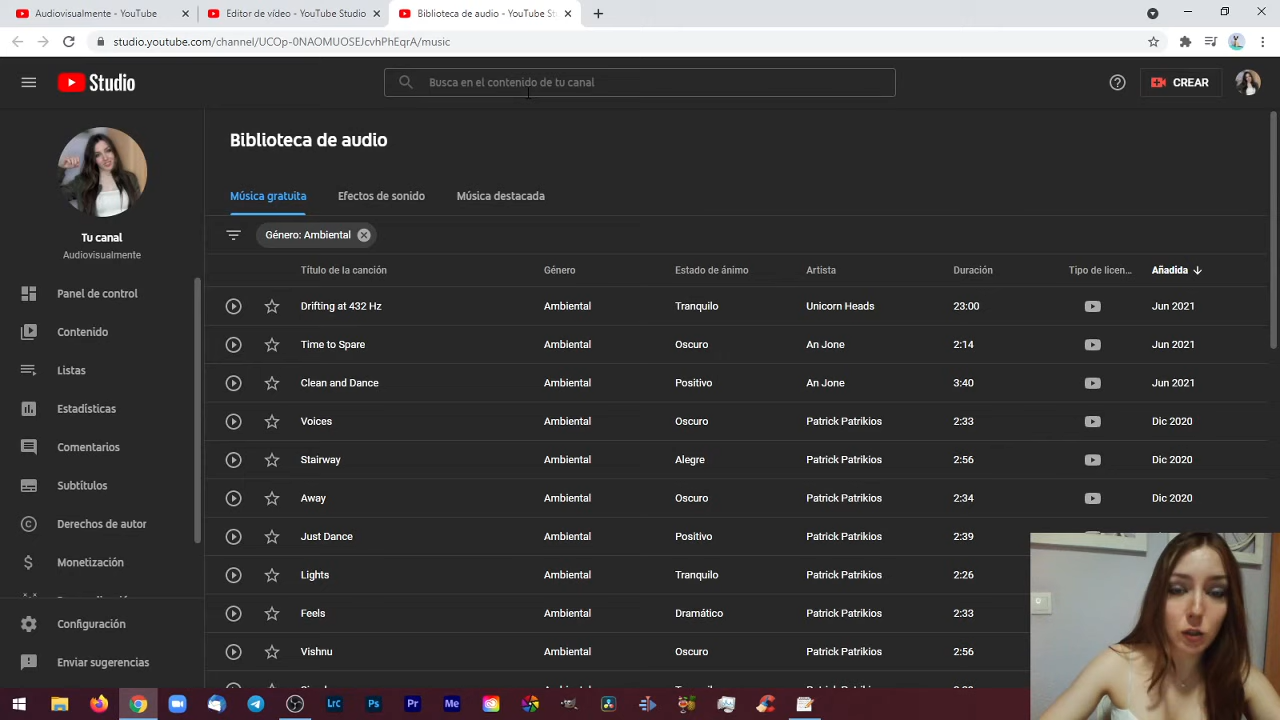 Audiovisualmente - YouTube
Editor de vídeo - YouTube Studio
Biblioteca de audio - YouTube St
studio.youtube.com/channel/UCOp-0NAOMUOSEJcvhPhEqrA/music
Studio
Busca en el contenido de tu canal
CREAR
Tu canal
Audiovisualmente
Panel de control
Contenido
Listas
Estadísticas
Comentarios
Subtítulos
Derechos de autor
Monetización
Configuración
Enviar sugerencias
Biblioteca de audio
Música gratuita Efectos de sonido Música destacada
Género: Ambiental
Título de la canción Género Estado de ánimo Artista Duración Tipo de licen... Añadida
Drifting at 432 Hz Ambiental Tranquilo Unicorn Heads 23:00 Jun 2021
Time to Spare Ambiental Oscuro An Jone 2:14 Jun 2021
Clean and Dance Ambiental Positivo An Jone 3:40 Jun 2021
Voices Ambiental Oscuro Patrick Patrikios 2:33 Dic 2020
Stairway Ambiental Alegre Patrick Patrikios 2:56 Dic 2020
Away Ambiental Oscuro Patrick Patrikios 2:34 Dic 2020
Just Dance Ambiental Positivo Patrick Patrikios 2:39
Lights Ambiental Tranquilo Patrick Patrikios 2:26
Feels Ambiental Dramático Patrick Patrikios 2:33
Vishnu Ambiental Oscuro Patrick Patrikios 2:56
Lrc Ps Pr Me